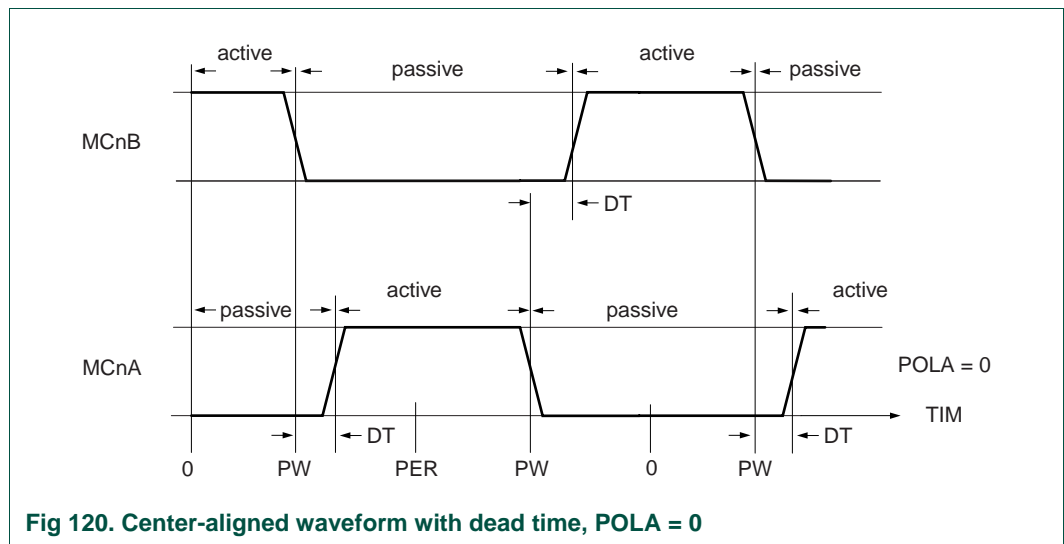 active passive active passive
MCnB
DT
active active
passive passive
MCnA POLA = 0
TIM
DT DT
0 PW PER PW 0 PW
Fig 120. Center-aligned waveform with dead time, POLA = 0